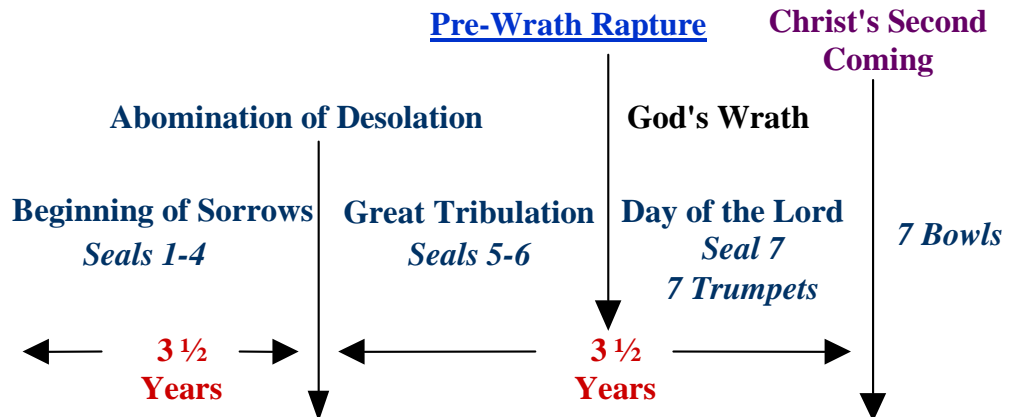 Pre-Wrath Rapture
Christ's Second
Coming
Abomination of Desolation
God's Wrath
Beginning of Sorrows
Seals 1-4
Great Tribulation
Seals 5-6
Day of the Lord
Seal 7
7 Trumpets
7 Bowls
3 ½
Years
3 ½
Years